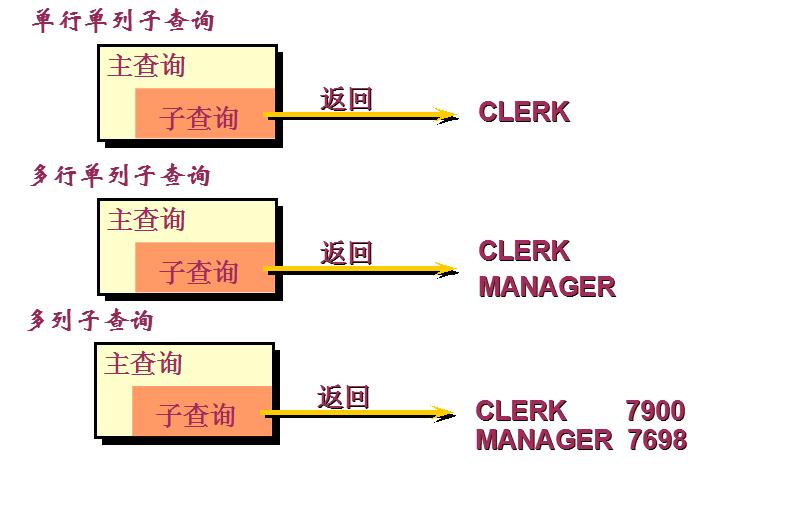 单行单列子查询
主查询
子查询
返回
CLERK
多行单列子查询
主查询
子查询
返回
CLERK
MANAGER
多列子查询
主查询
子查询
返回
CLERK 7900
MANAGER 7698